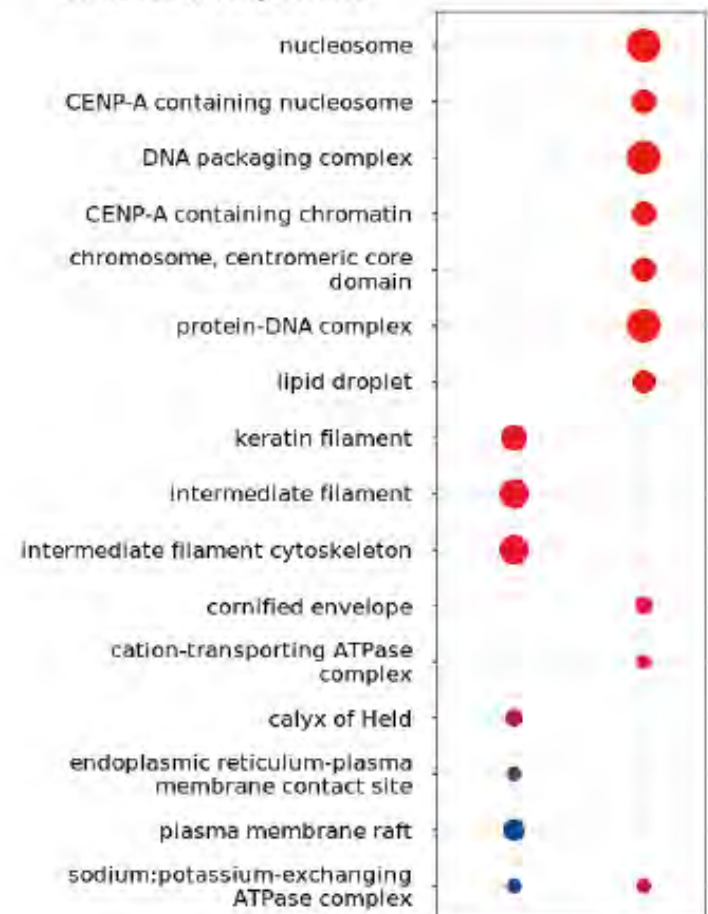 nucleosome
CENP-A containing nucleosome
DNA packaging complex
CENP-A containing chromatin
chromosome, centromeric core
domain
protein-DNA complex
lipid droplet
keratin filament
intermediate filament
intermediate filament cytoskeleton
cornified envelope
cation-transporting ATPase
complex
calyx of Held
endoplasmic reticulum-plasma
membrane contact site
plasma membrane raft
sodium:potassium-exchanging
ATPase complex